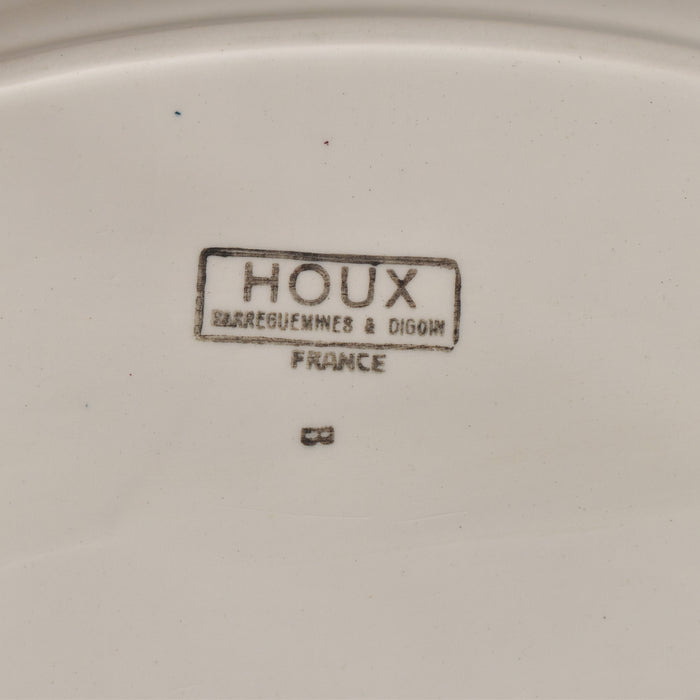 HOUX
SARREGUEMINES & DIGOIN
FRANCE
B